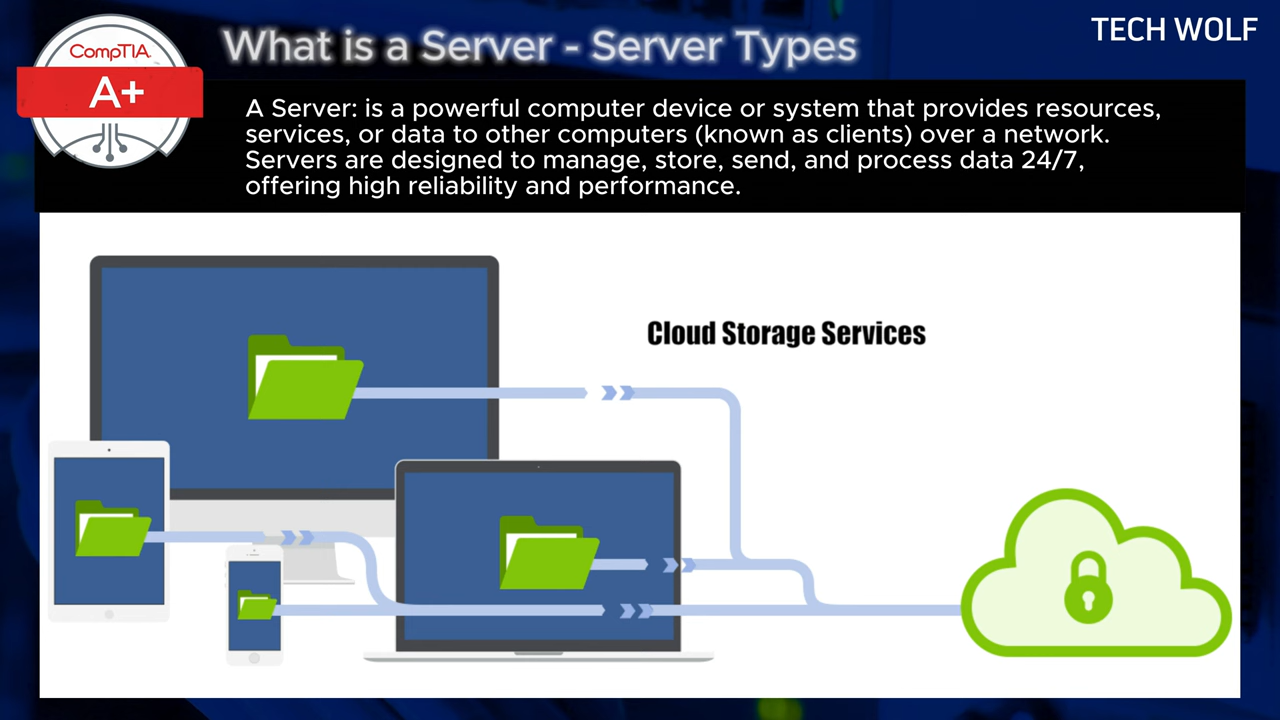 CompTIA.
A+
What is a Server - Server Types
TECH WOLF
A Server: is a powerful computer device or system that provides resources,
services, or data to other computers (known as clients) over a network.
Servers are designed to manage, store, send, and process data 24/7,
offering high reliability and performance.
Cloud Storage Services